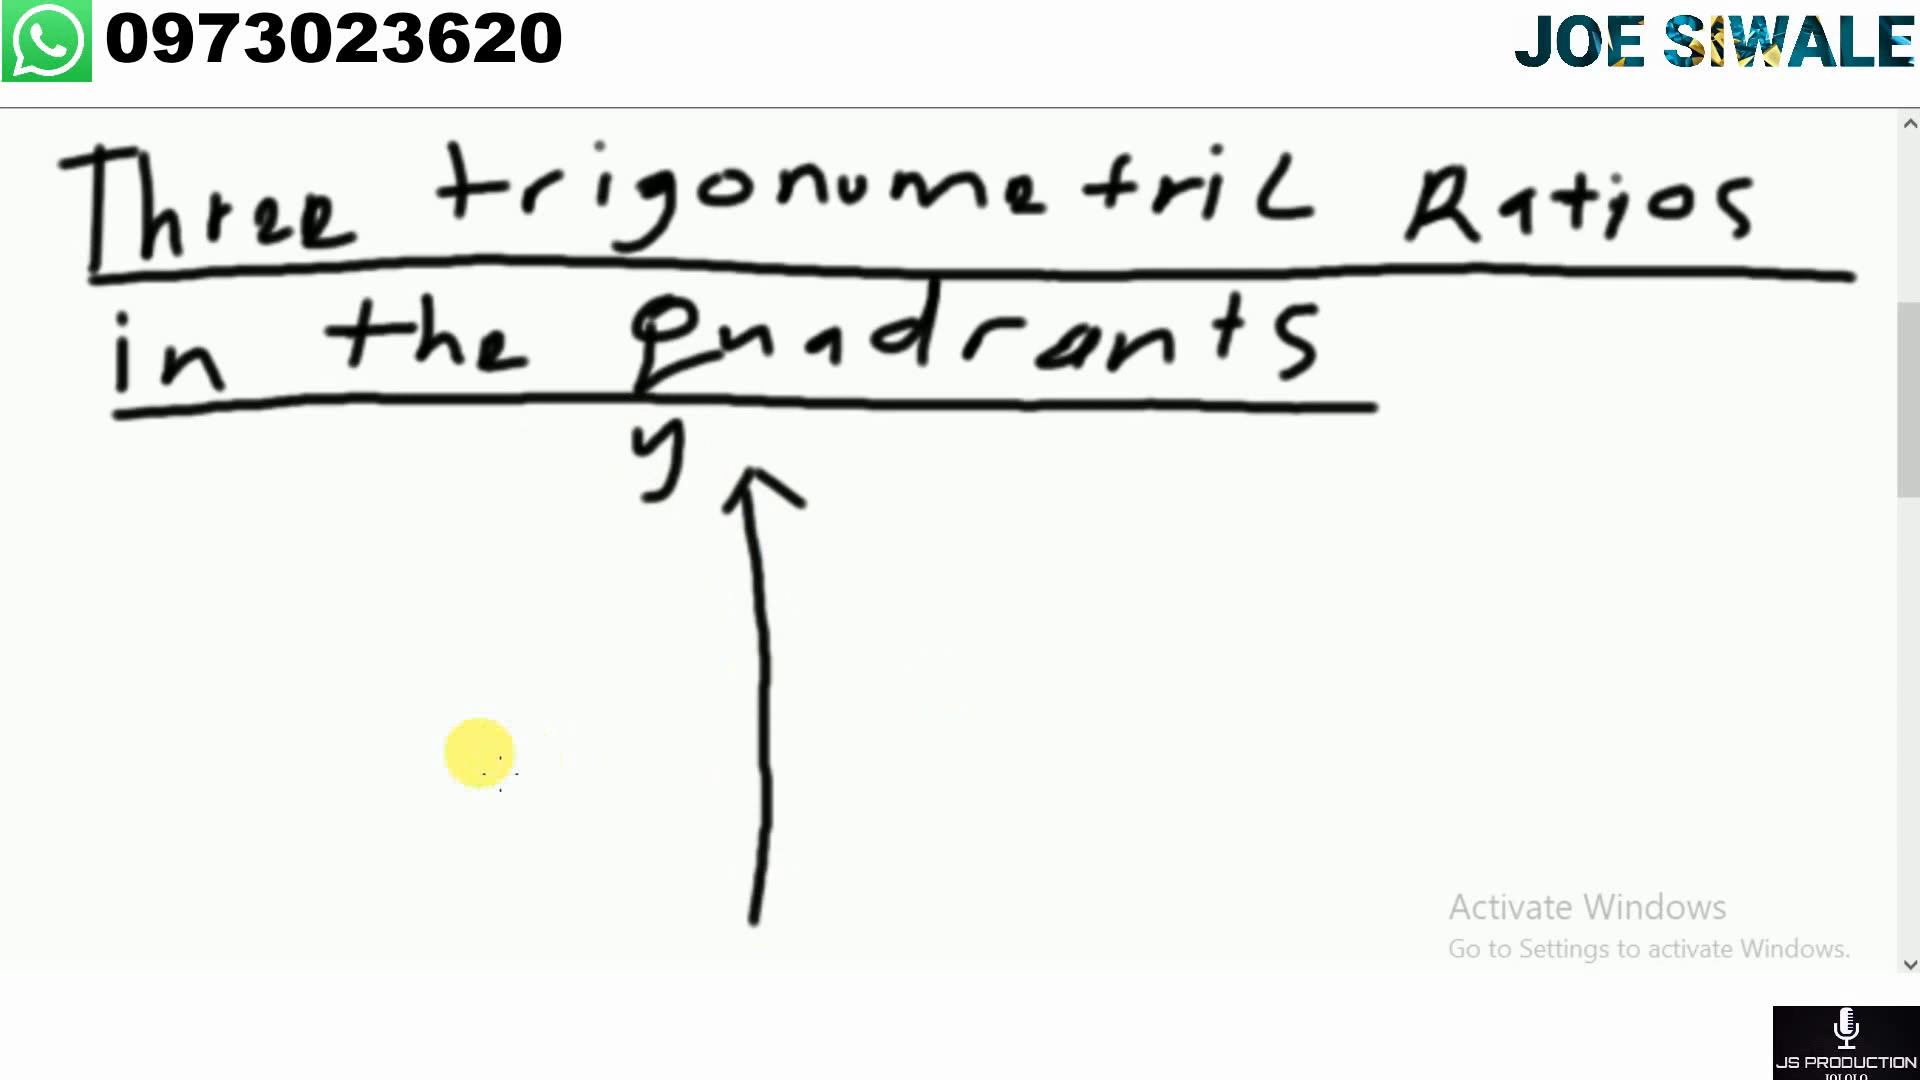 0973023620
JOE SIWALE
Three trigonometric Ratios
in the Quadrants
y
Activate Windows
Go to Settings to activate Windows.
JS PRODUCTION